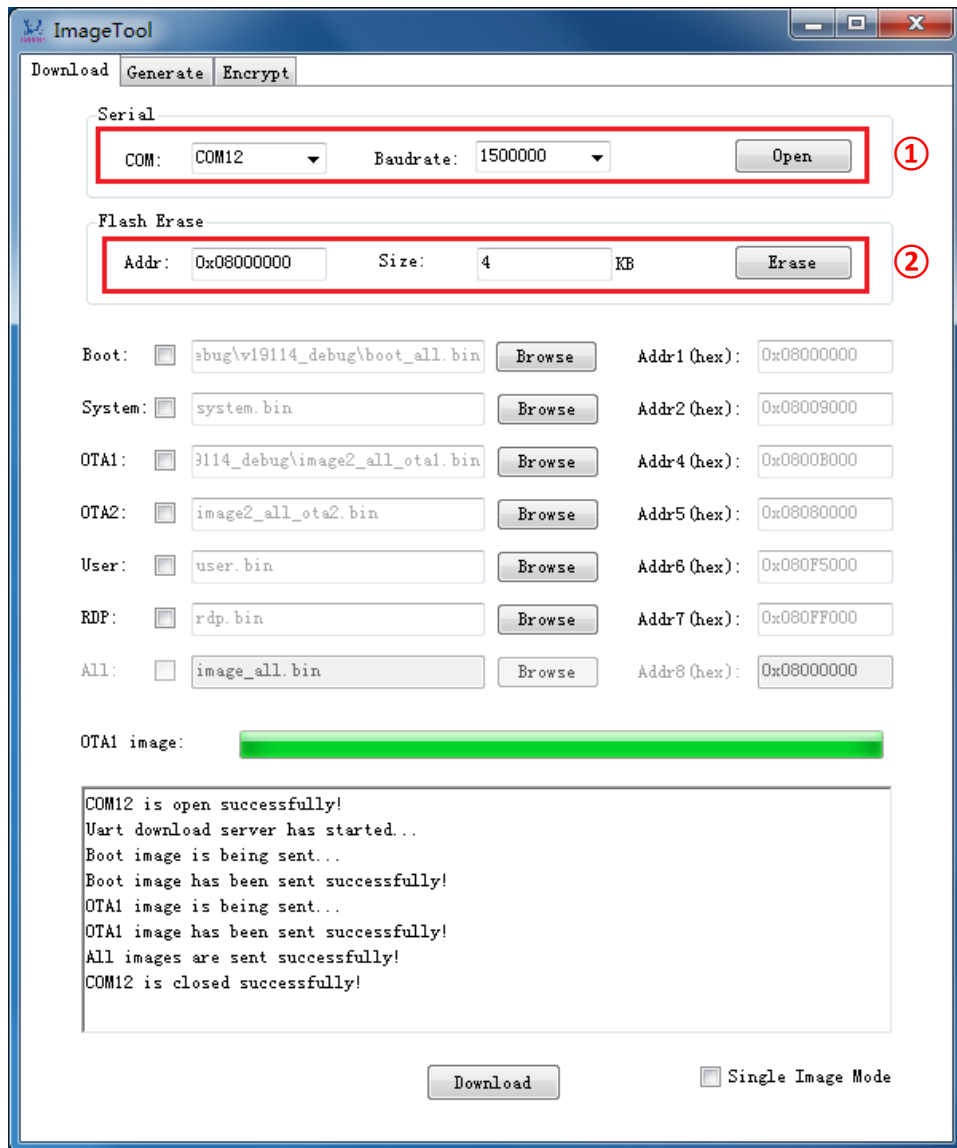 ImageTool
Download Generate Encrypt
Serial
COM: COM12 Baudrate: 1500000 Open ①
Flash Erase
Addr: 0x08000000 Size: 4 KB Erase ②
Boot: ebug\v19114_debug\boot_all.bin Browse Addr1(hex): 0x08000000
System: system.bin Browse Addr2(hex): 0x08009000
OTA1: 9114_debug\image2_all_ota1.bin Browse Addr4(hex): 0x0800B000
OTA2: image2_all_ota2.bin Browse Addr5(hex): 0x08080000
User: user.bin Browse Addr6(hex): 0x080F5000
RDP: rdp.bin Browse Addr7(hex): 0x080FF000
All: image_all.bin Browse Addr8(hex): 0x08000000
OTA1 image:
COM12 is open successfully!
Uart download server has started...
Boot image is being sent...
Boot image has been sent successfully!
OTA1 image is being sent...
OTA1 image has been sent successfully!
All images are sent successfully!
COM12 is closed successfully!
Download Single Image Mode